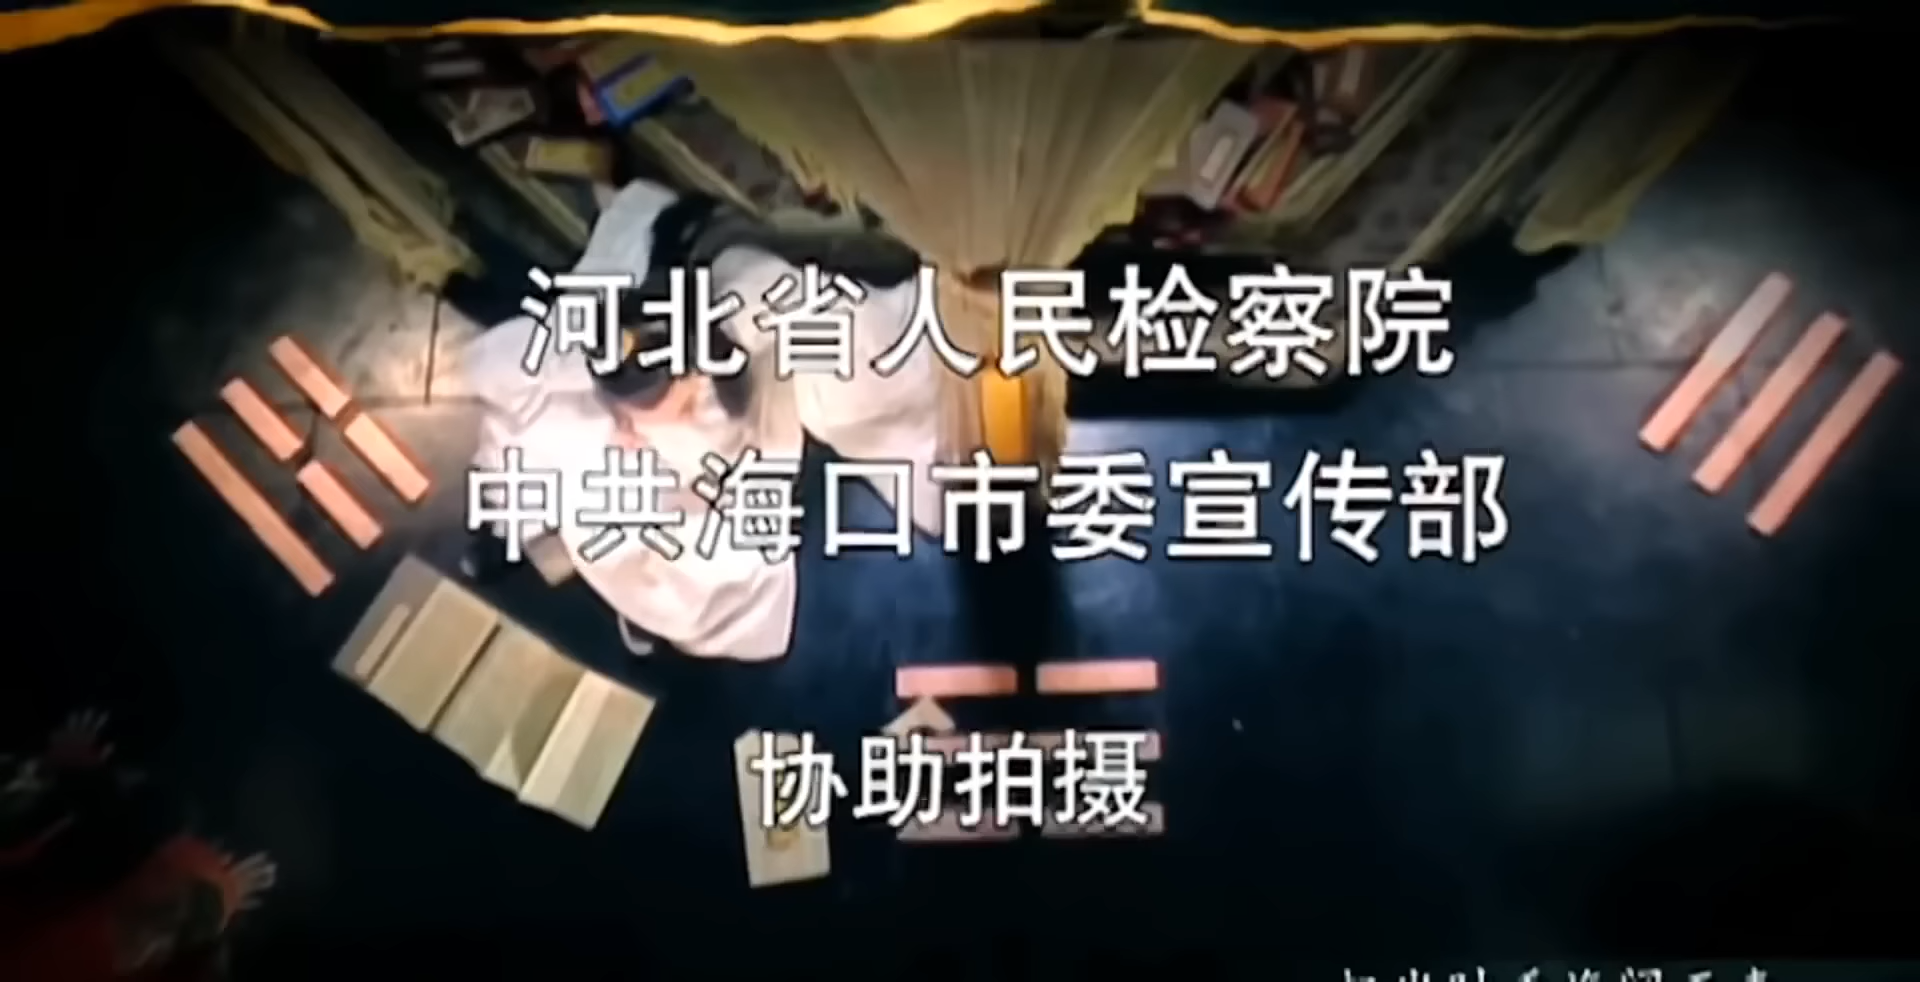 河北省人民检察院
中共海口市委宣传部
协助拍摄